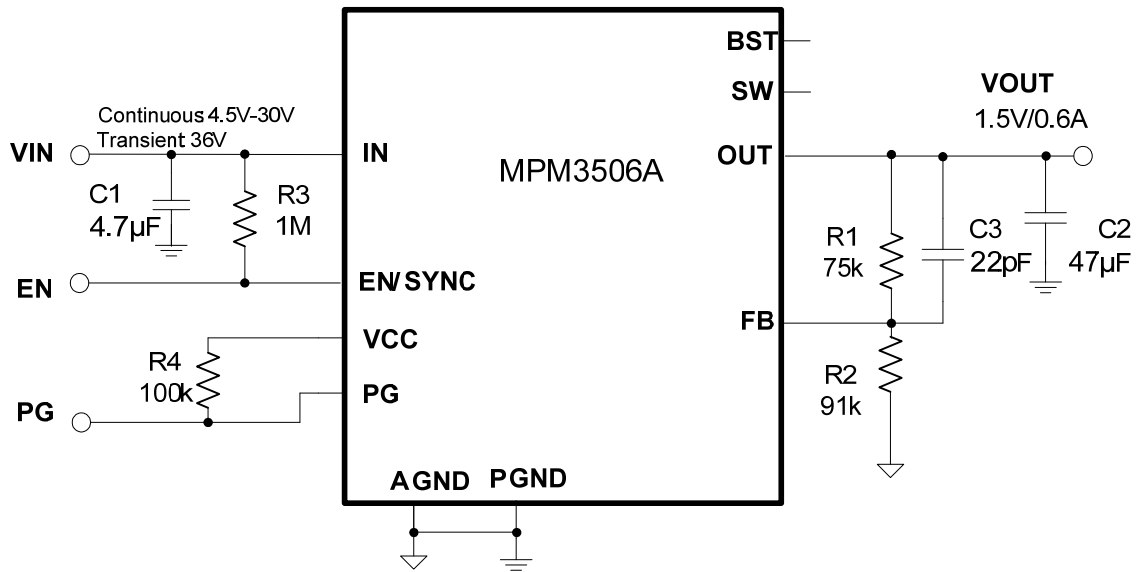 BST
SW
VOUT
1.5V/0.6A
Continuous 4.5V-30V
Transient 36V
VIN
IN
MPM3506A
OUT
C1
4.7µF
R3
1M
R1
75k
C3
22pF
C2
47µF
EN
EN/SYNC
VCC
FB
R4
100k
PG
PG
R2
91k
AGND
PGND